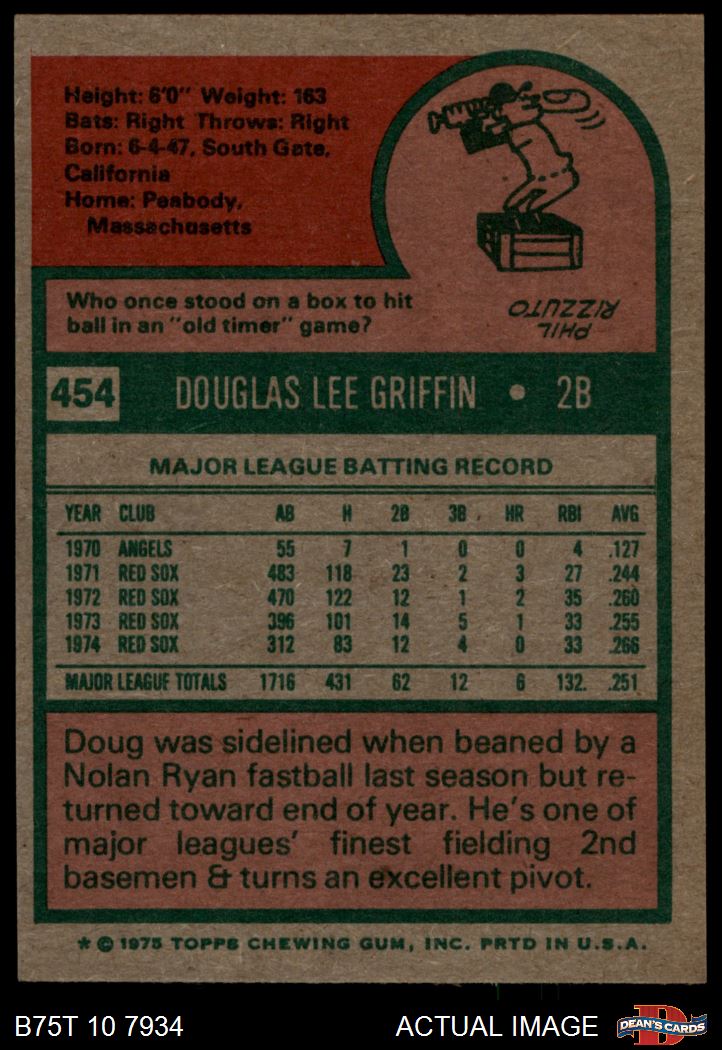 Height: 6'0" Weight: 163
Bats: Right Throws: Right
Born: 6-4-47, South Gate,
California
Home: Peabody,
Massachusetts
Who once stood on a box to hit
ball in an "old timer" game?
PHIL
RIZZUTO
454 DOUGLAS LEE GRIFFIN • 2B
MAJOR LEAGUE BATTING RECORD
YEAR CLUB AB H 2B 3B HR RBI AVG
1970 ANGELS 55 7 1 0 0 4 .127
1971 RED SOX 483 118 23 2 3 27 .244
1972 RED SOX 470 122 12 1 2 35 .260
1973 RED SOX 396 101 14 5 1 33 .255
1974 RED SOX 312 83 12 4 0 33 .266
MAJOR LEAGUE TOTALS 1716 431 62 12 6 132. .251
Doug was sidelined when beaned by a
Nolan Ryan fastball last season but re-
turned toward end of year. He's one of
major leagues' finest fielding 2nd
basemen & turns an excellent pivot.
* © 1975 TOPPS CHEWING GUM, INC. PRTD IN U.S.A.
B75T 10 7934 ACTUAL IMAGE D DEAN'S CARDS